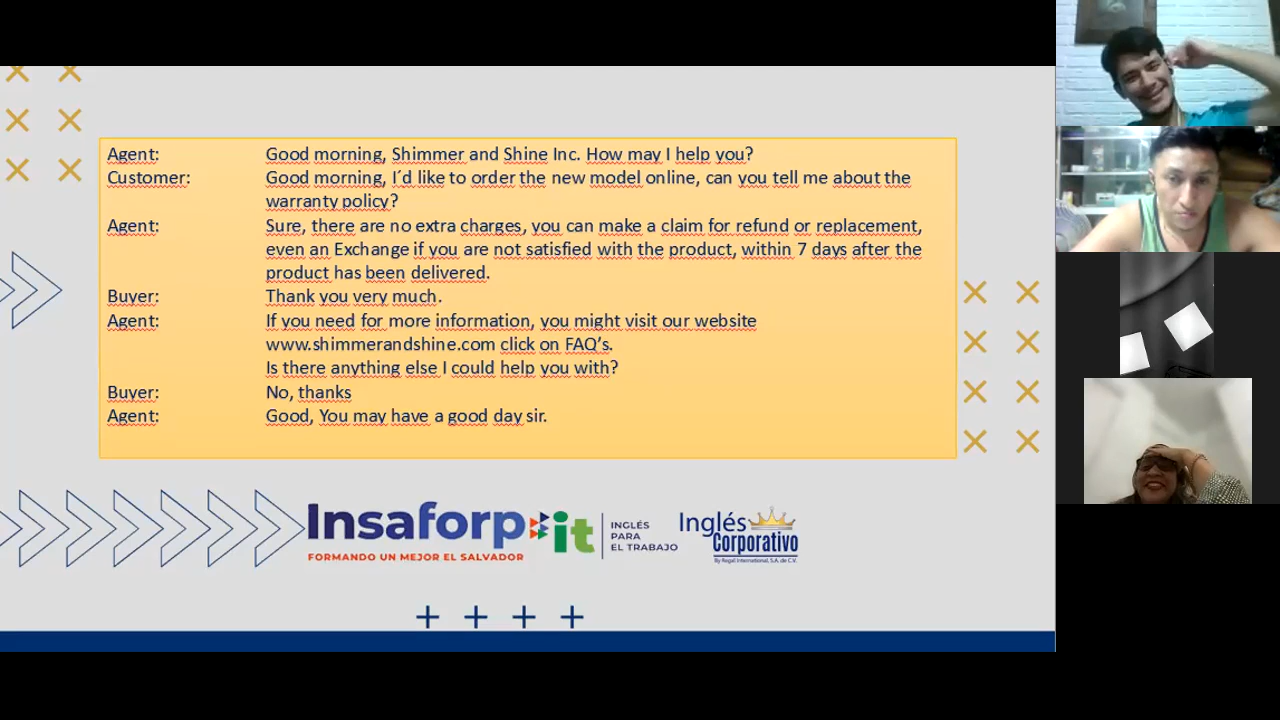 Agent: Good morning, Shimmer and Shine Inc. How may I help you?
Customer: Good morning, I´d like to order the new model online, can you tell me about the
warranty policy?
Agent: Sure, there are no extra charges, you can make a claim for refund or replacement,
even an Exchange if you are not satisfied with the product, within 7 days after the
product has been delivered.
Buyer: Thank you very much.
Agent: If you need for more information, you might visit our website
www.shimmerandshine.com click on FAQ’s.
Is there anything else I could help you with?
Buyer: No, thanks
Agent: Good, You may have a good day sir.
Insaforp it
FORMANDO UN MEJOR EL SALVADOR
INGLÉS
PARA
EL TRABAJO
Inglés
Corporativo
By Regall International, S.A. de C.V.